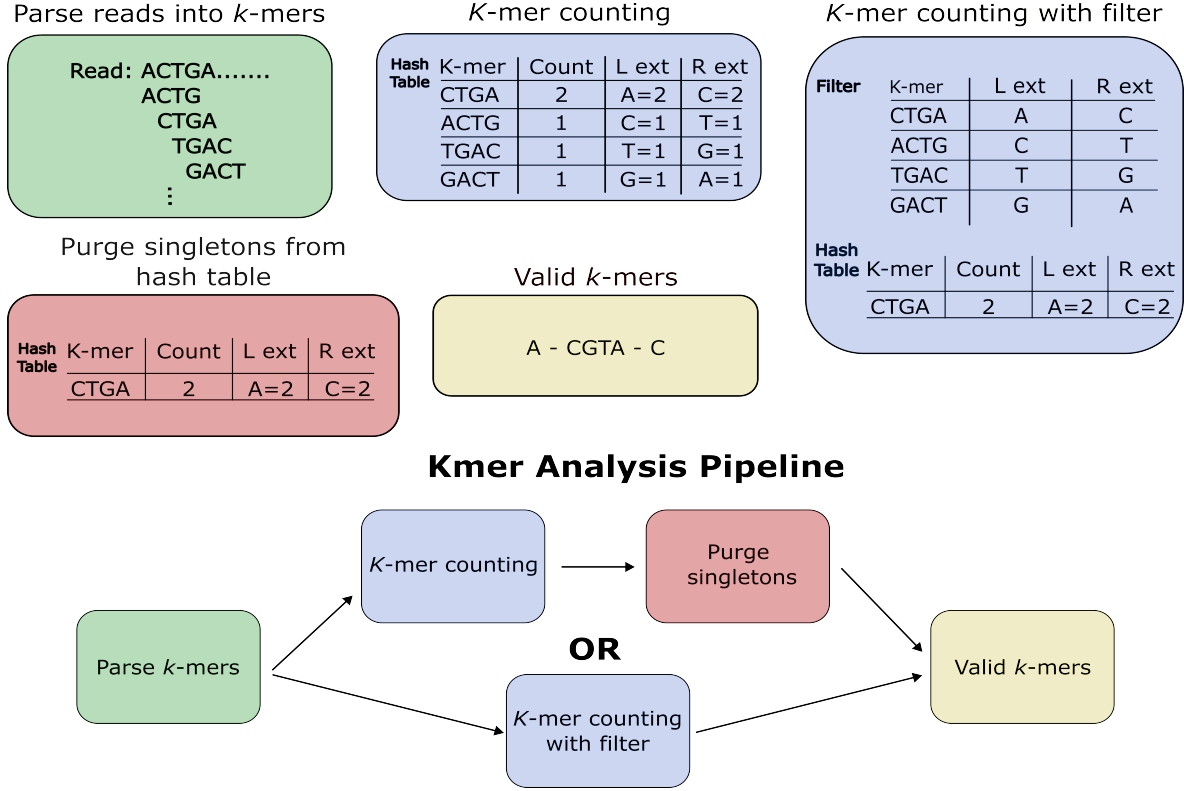 Parse reads into k-mers
Read: ACTGA.......
ACTG
CTGA
TGAC
GACT
⋮
K-mer counting
Hash
Table
K-mer Count L ext R ext
CTGA 2 A=2 C=2
ACTG 1 C=1 T=1
TGAC 1 T=1 G=1
GACT 1 G=1 A=1
K-mer counting with filter
Filter K-mer L ext R ext
CTGA A C
ACTG C T
TGAC T G
GACT G A
Hash
Table
K-mer Count L ext R ext
CTGA 2 A=2 C=2
Purge singletons from
hash table
Hash
Table
K-mer Count L ext R ext
CTGA 2 A=2 C=2
Valid k-mers
A - CGTA - C
Kmer Analysis Pipeline
Parse k-mers
K-mer counting
Purge
singletons
OR
K-mer counting
with filter
Valid k-mers